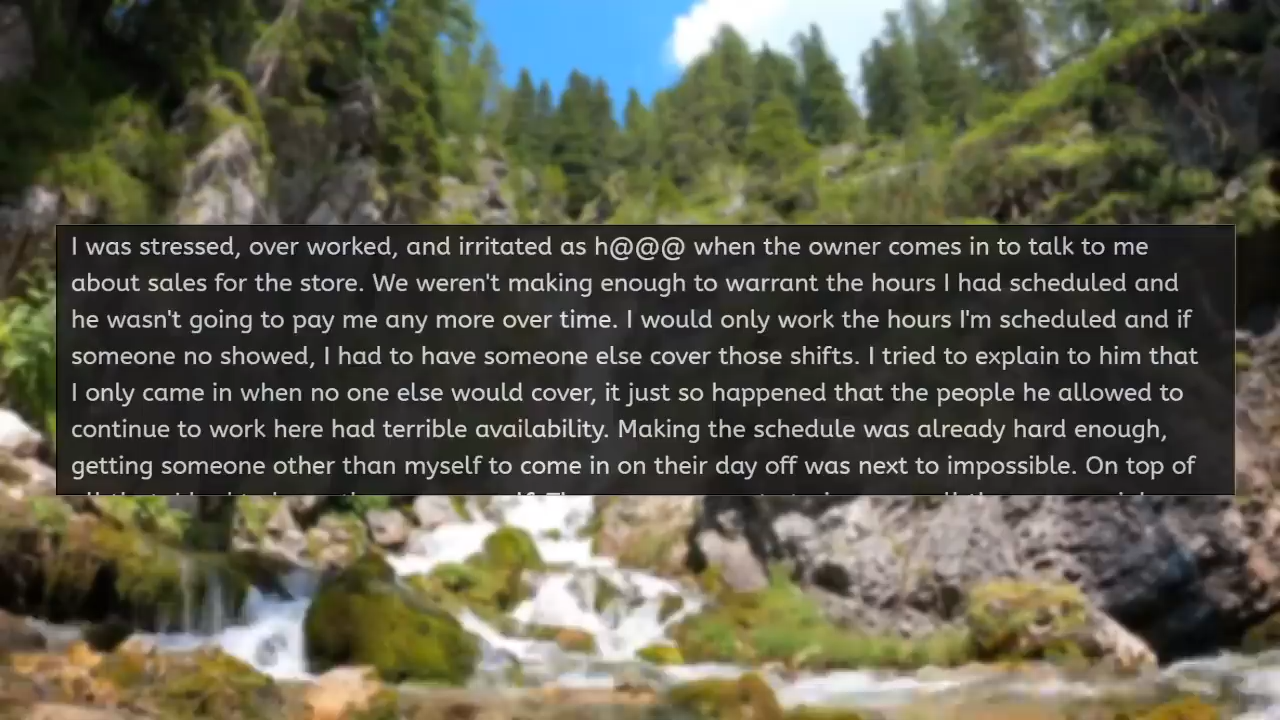 I was stressed, over worked, and irritated as h@@@ when the owner comes in to talk to me
about sales for the store. We weren't making enough to warrant the hours I had scheduled and
he wasn't going to pay me any more over time. I would only work the hours I'm scheduled and if
someone no showed, I had to have someone else cover those shifts. I tried to explain to him that
I only came in when no one else would cover, it just so happened that the people he allowed to
continue to work here had terrible availability. Making the schedule was already hard enough,
getting someone other than myself to come in on their day off was next to impossible. On top of